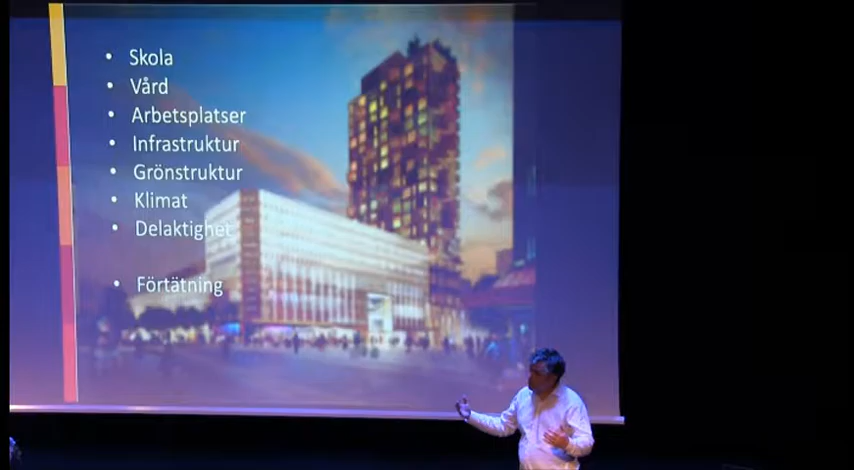 • Skola
• Vård
• Arbetsplatser
• Infrastruktur
• Grönstruktur
• Klimat
• Delaktighet
• Förtätning